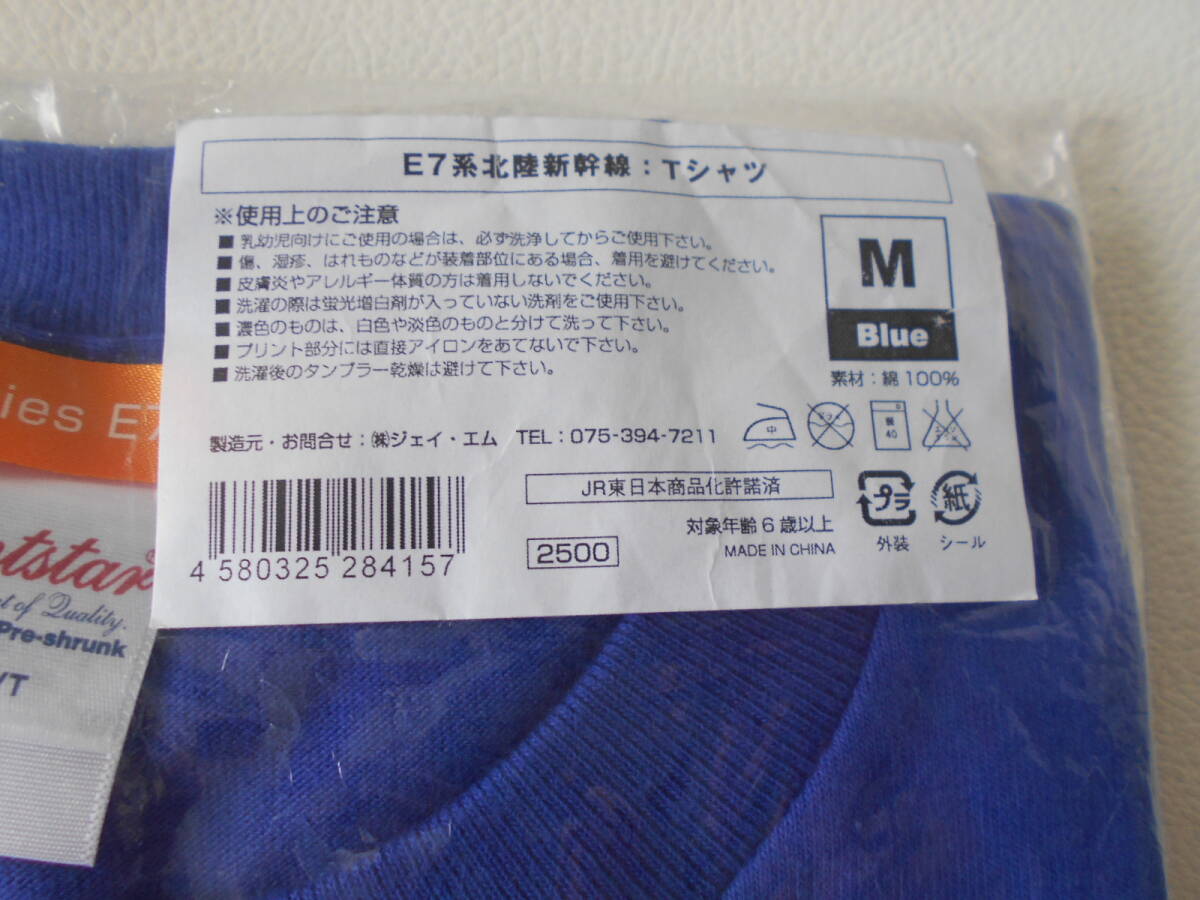 E7系北陸新幹線：Tシャツ
※使用上のご注意
■ 乳幼児向けにご使用の場合は、必ず洗浄してからご使用下さい。
■ 傷、湿疹、はれものなどが装着部位にある場合、着用を避けてください。
■ 皮膚炎やアレルギー体質の方は着用しないでください。
■ 洗濯の際は蛍光増白剤が入っていない洗剤をご使用下さい。
■ 濃色のものは、白色や淡色のものと分けて洗って下さい。
■ プリント部分には直接アイロンをあてないで下さい。
■ 洗濯後のタンブラー乾燥は避けて下さい。
M
Blue
素材：綿 100%
中
40
製造元・お問合せ：㈱ジェイ・エム TEL：075-394-7211
JR東日本商品化許諾済
対象年齢 6 歳以上
2500
MADE IN CHINA
プラ
外装
紙
シール
4 580325 284157
ies E7
tstar
of Quality.
Pre-shrunk
/T